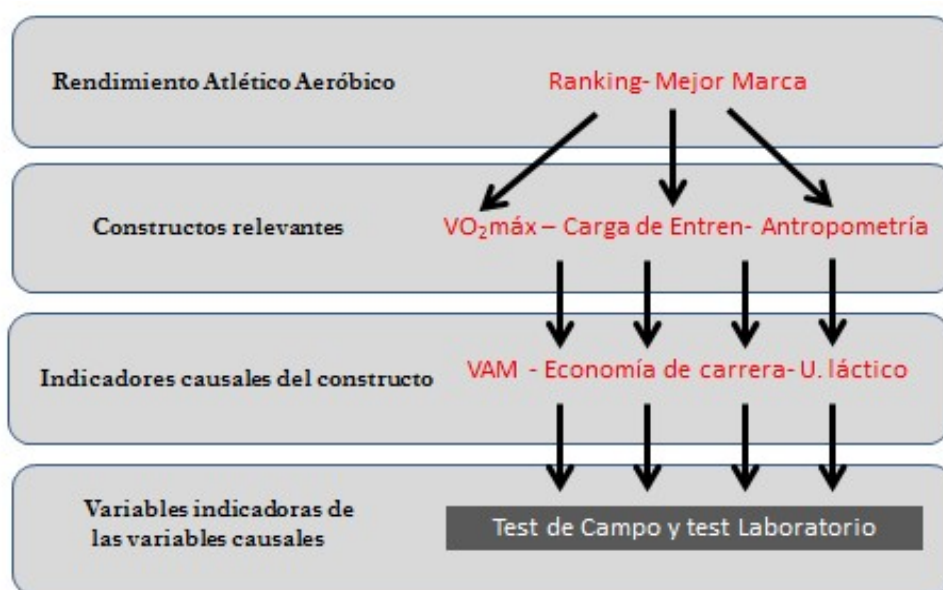 Rendimiento Atlético Aeróbico
Ranking- Mejor Marca
Constructos relevantes
VO₂máx – Carga de Entren- Antropometría
Indicadores causales del constructo
VAM - Economía de carrera- U. láctico
Variables indicadoras de
las variables causales
Test de Campo y test Laboratorio